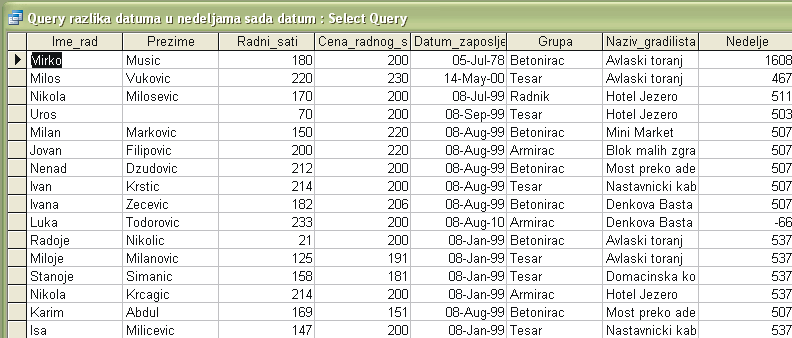 Query razlika datuma u nedeljama sada datum : Select Query
Ime_rad Prezime Radni_sati Cena_radnog_s Datum_zaposlje Grupa Naziv_gradilista Nedelje
Mirko Music 180 200 05-Jul-78 Betonirac Avlaski toranj 1608
Milos Vukovic 220 230 14-May-00 Tesar Avlaski toranj 467
Nikola Milosevic 170 200 08-Jul-99 Radnik Hotel Jezero 511
Uros 70 200 08-Sep-99 Tesar Hotel Jezero 503
Milan Markovic 150 220 08-Aug-99 Betonirac Mini Market 507
Jovan Filipovic 200 220 08-Aug-99 Armirac Blok malih zgra 507
Nenad Dzudovic 212 200 08-Aug-99 Betonirac Most preko ade 507
Ivan Krstic 214 200 08-Aug-99 Tesar Nastavnicki kab 507
Ivana Zecevic 182 206 08-Aug-99 Betonirac Denkova Basta 507
Luka Todorovic 233 200 08-Aug-10 Armirac Denkova Basta -66
Radoje Nikolic 21 200 08-Jan-99 Betonirac Avlaski toranj 537
Miloje Milanovic 125 191 08-Jan-99 Tesar Avlaski toranj 537
Stanoje Simanic 158 181 08-Jan-99 Tesar Domacinska ko 537
Nikola Krcagic 214 200 08-Jan-99 Armirac Hotel Jezero 537
Karim Abdul 169 151 08-Aug-99 Betonirac Most preko ade 507
Isa Milicevic 147 200 08-Jan-99 Tesar Nastavnicki kab 537